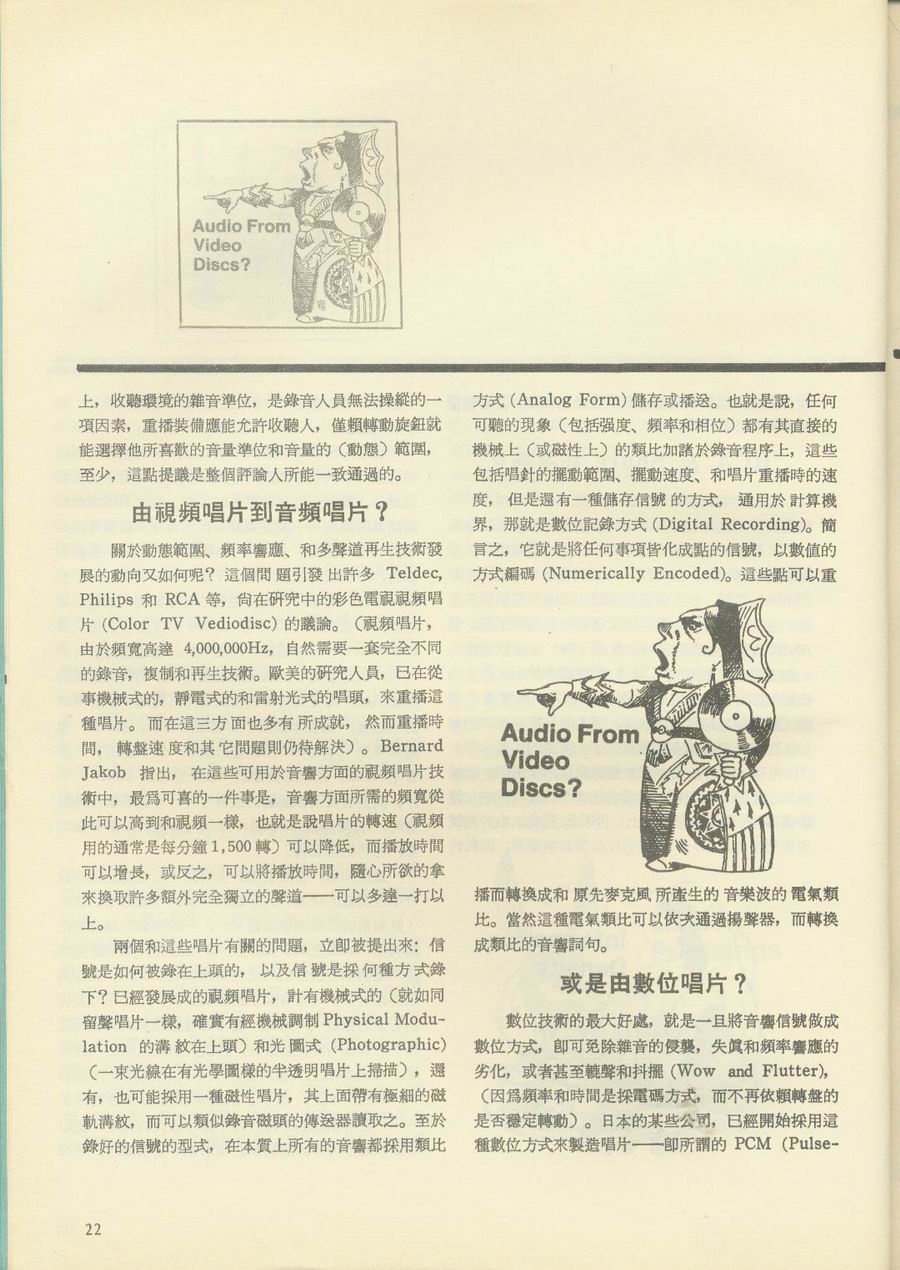 Audio From
Video
Discs?
上，收聽環境的雜音準位，是錄音人員無法操縱的一
項因素，重播裝備應能允許收聽人，僅賴轉動旋鈕就
能選擇他所喜歡的音量準位和音量的（動態）範圍，
至少，這點提議是整個評論人所能一致通過的。
由視頻唱片到音頻唱片？
關於動態範圍、頻率響應、和多聲道再生技術發
展的動向又如何呢？這個問題引發出許多 Teldec,
Philips 和 RCA 等，尙在研究中的彩色電視視頻唱
片 (Color TV Vediodisc) 的議論。（視頻唱片，
由於頻寬高達 4,000,000Hz，自然需要一套完全不同
的錄音，複制和再生技術。歐美的研究人員，已在從
事機械式的，靜電式的和雷射光式的唱頭，來重播這
種唱片。而在這三方面也多有所成就，然而重播時
間，轉盤速度和其它問題則仍待解決）。Bernard
Jakob 指出，在這些可用於音響方面的視頻唱片技
術中，最爲可喜的一件事是，音響方面所需的頻寬從
此可以高到和視頻一樣，也就是說唱片的轉速（視頻
用的通常是每分鐘1,500轉）可以降低，而播放時間
可以增長，或反之，可以將播放時間，隨心所欲的拿
來換取許多額外完全獨立的聲道——可以多達一打以
上。
兩個和這些唱片有關的問題，立卽被提出來：信
號是如何被錄在上頭的，以及信號是採何種方式錄
下？已經發展成的視頻唱片，計有機械式的（就如同
留聲唱片一樣，確實有經機械調制 Physical Modu-
lation 的溝紋在上頭）和光圖式 (Photographic)
（一束光線在有光學圖樣的半透明唱片上掃描），還
有，也可能採用一種磁性唱片，其上面帶有極細的磁
軌溝紋，而可以類似錄音磁頭的傳送器讀取之。至於
錄好的信號的型式，在本質上所有的音響都採用類比
方式 (Analog Form) 儲存或播送。也就是說，任何
可聽的現象（包括强度、頻率和相位）都有其直接的
機械上（或磁性上）的類比加諸於錄音程序上，這些
包括唱針的擺動範圍、擺動速度、和唱片重播時的速
度，但是還有一種儲存信號的方式，通用於計算機
界，那就是數位記錄方式 (Digital Recording)。簡
言之，它就是將任何事項皆化成點的信號，以數值的
方式編碼 (Numerically Encoded)。這些點可以重
Audio From
Video
Discs?
播而轉換成和原先麥克風所產生的音樂波的電氣類
比。當然這種電氣類比可以依次通過揚聲器，而轉換
成類比的音響詞句。
或是由數位唱片？
數位技術的最大好處，就是一旦將音響信號做成
數位方式，卽可免除雜音的侵襲，失眞和頻率響應的
劣化，或者甚至轆聲和抖擺 (Wow and Flutter),
（因爲頻率和時間是採電碼方式，而不再依賴轉盤的
是否穩定轉動）。日本的某些公司，已經開始採用這
種數位方式來製造唱片——卽所謂的 PCM (Pulse-
22